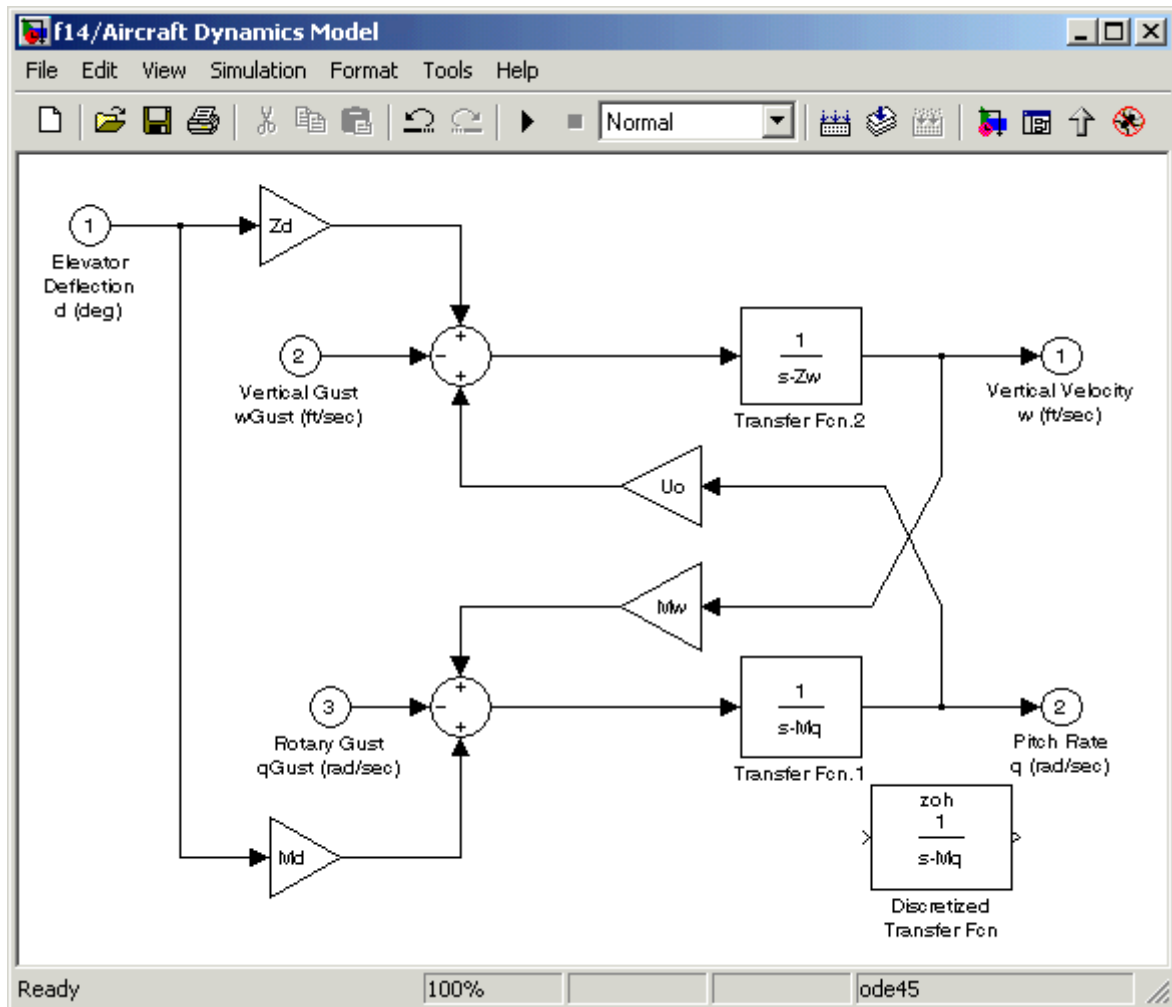 f14/Aircraft Dynamics Model
File Edit View Simulation Format Tools Help
Normal
1
Elevator
Deflection
d (deg)
Zd
2
Vertical Gust
wGust (ft/sec)
+
-
+
1
s-Zw
Transfer Fcn.2
1
Vertical Velocity
w (ft/sec)
Uo
Mw
3
Rotary Gust
qGust (rad/sec)
+
-
+
1
s-Mq
Transfer Fcn.1
2
Pitch Rate
q (rad/sec)
Md
zoh
1
s-Mq
Discretized
Transfer Fcn
Ready 100% ode45